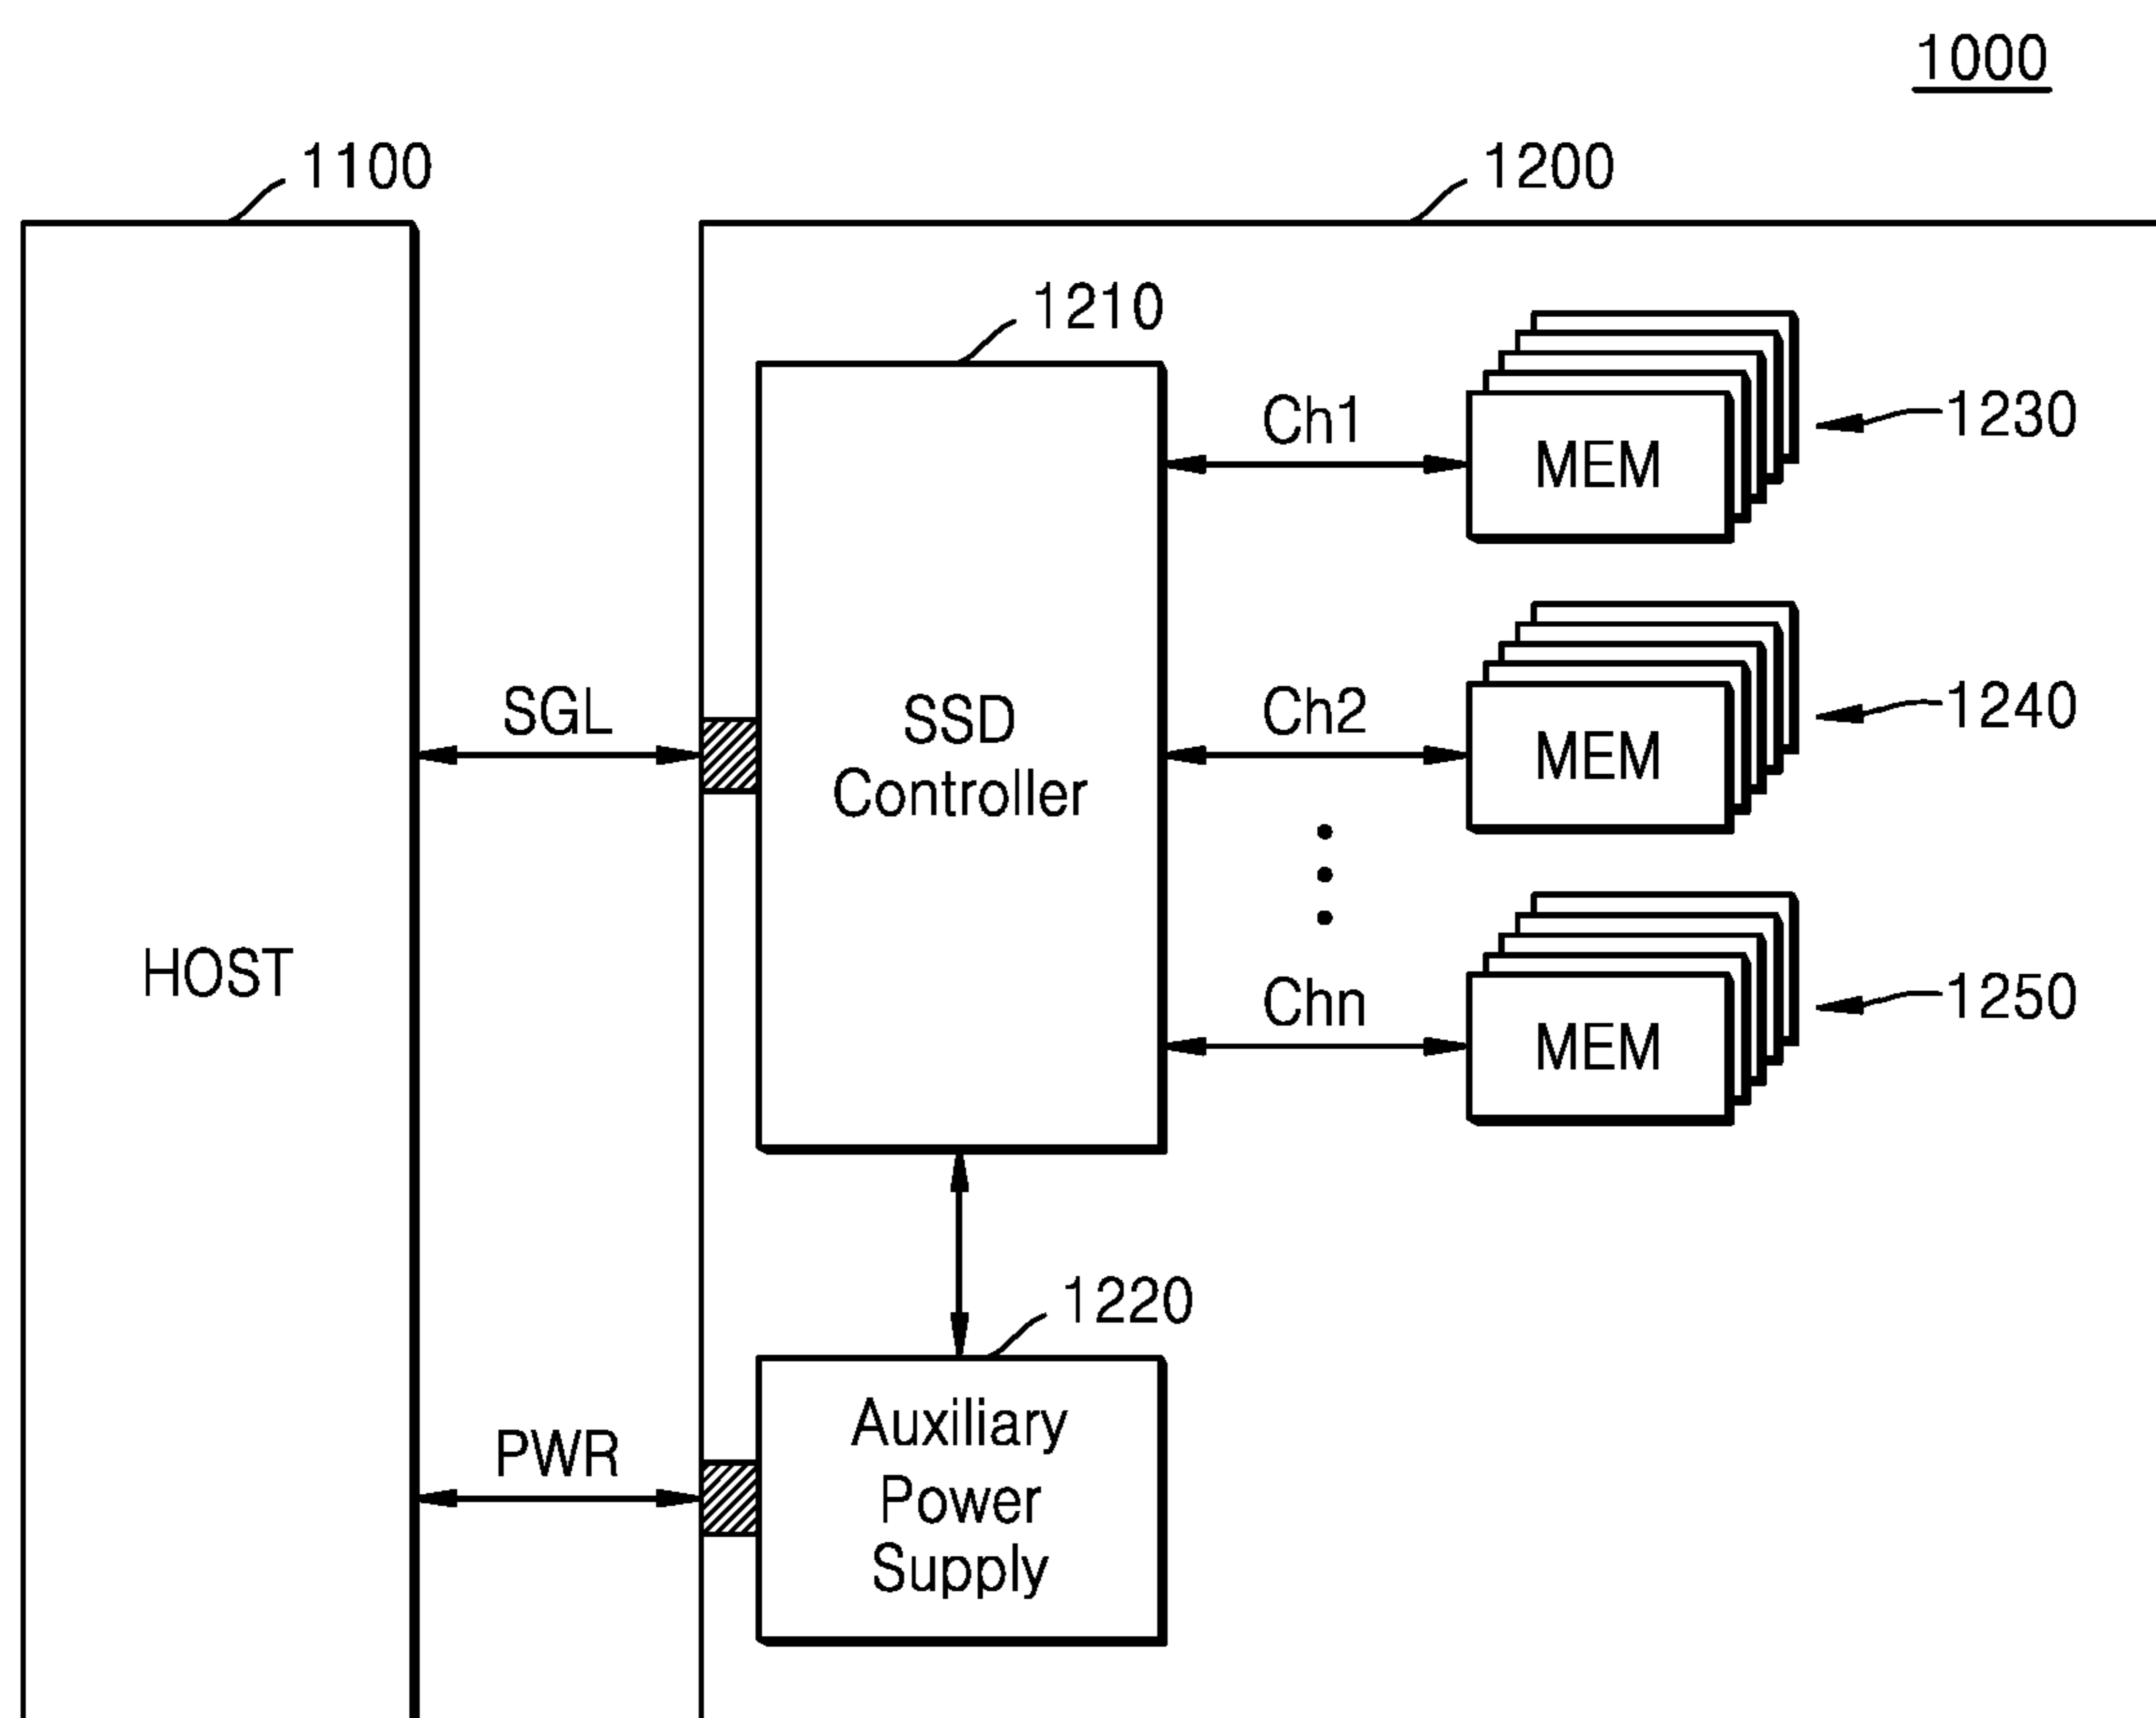 1000
1100
1200
1210
Ch1
MEM
1230
SGL
SSD
Controller
Ch2
MEM
1240
HOST
Chn
MEM
1250
1220
PWR
Auxiliary
Power
Supply